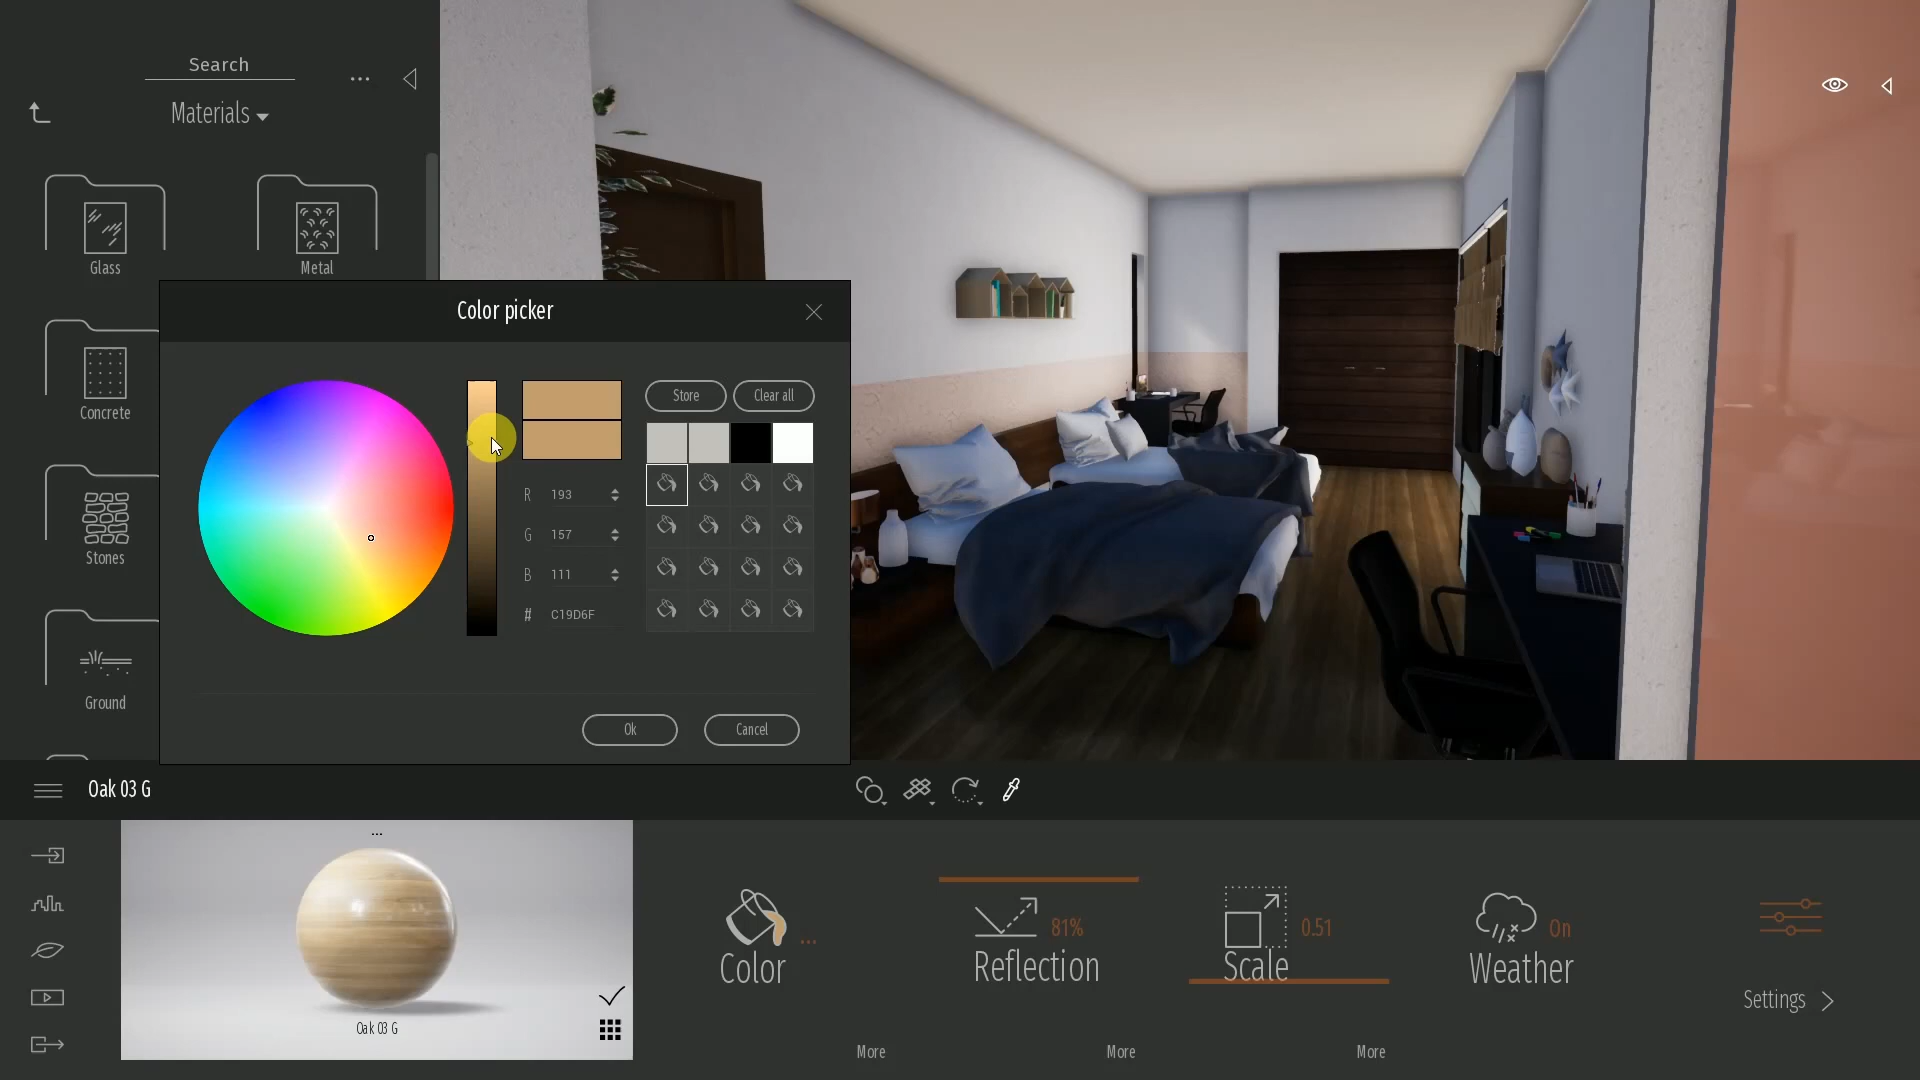 Search
...
Materials
Glass
Metal
Concrete
Stones
Ground
Color picker
Store
Clear all
R 193
G 157
B 111
# C19D6F
Ok
Cancel
Oak 03 G
...
Oak 03 G
Color
...
Reflection
81%
Scale
0.51
Weather
On
Settings
More
More
More